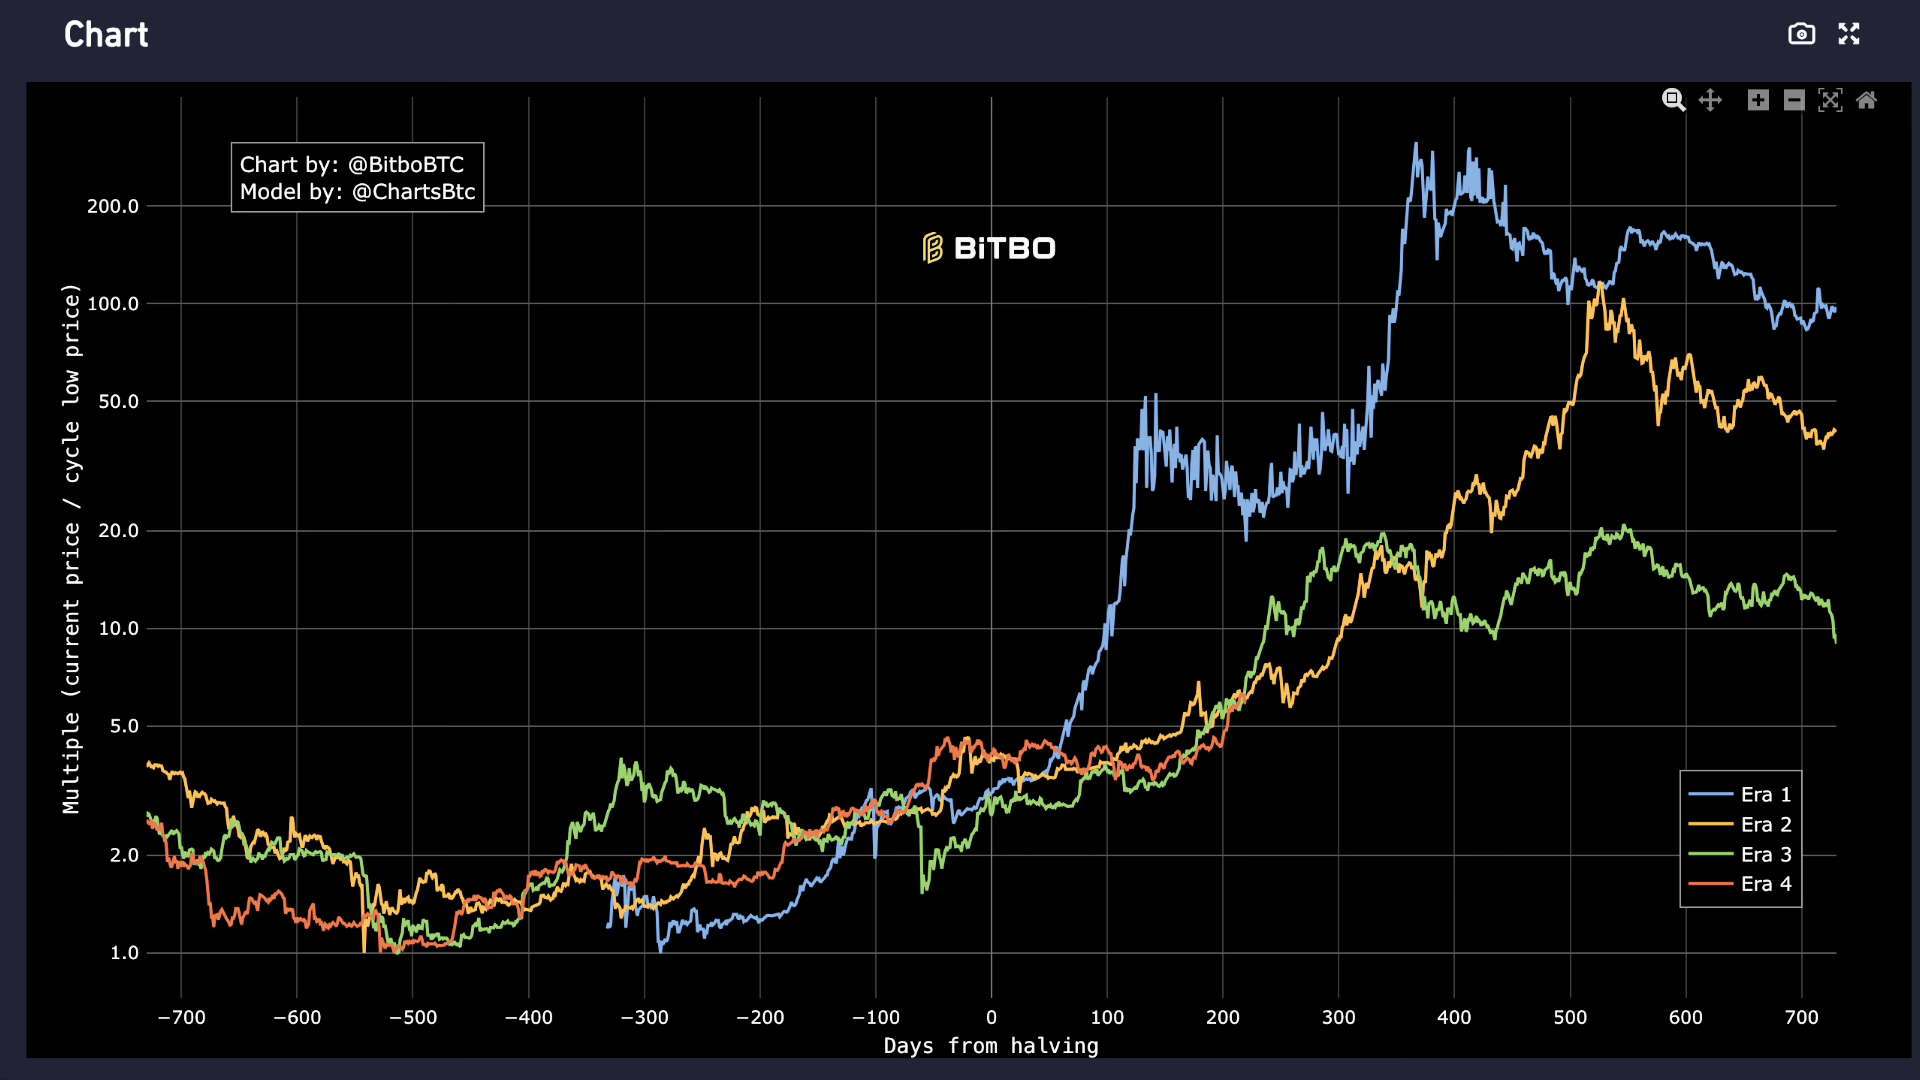 Chart
Chart by: @BitboBTC
Model by: @ChartsBtc
BiTBO
Multiple (current price / cycle low price)
200.0
100.0
50.0
20.0
10.0
5.0
2.0
1.0
Era 1
Era 2
Era 3
Era 4
−700 −600 −500 −400 −300 −200 −100 0 100 200 300 400 500 600 700
Days from halving